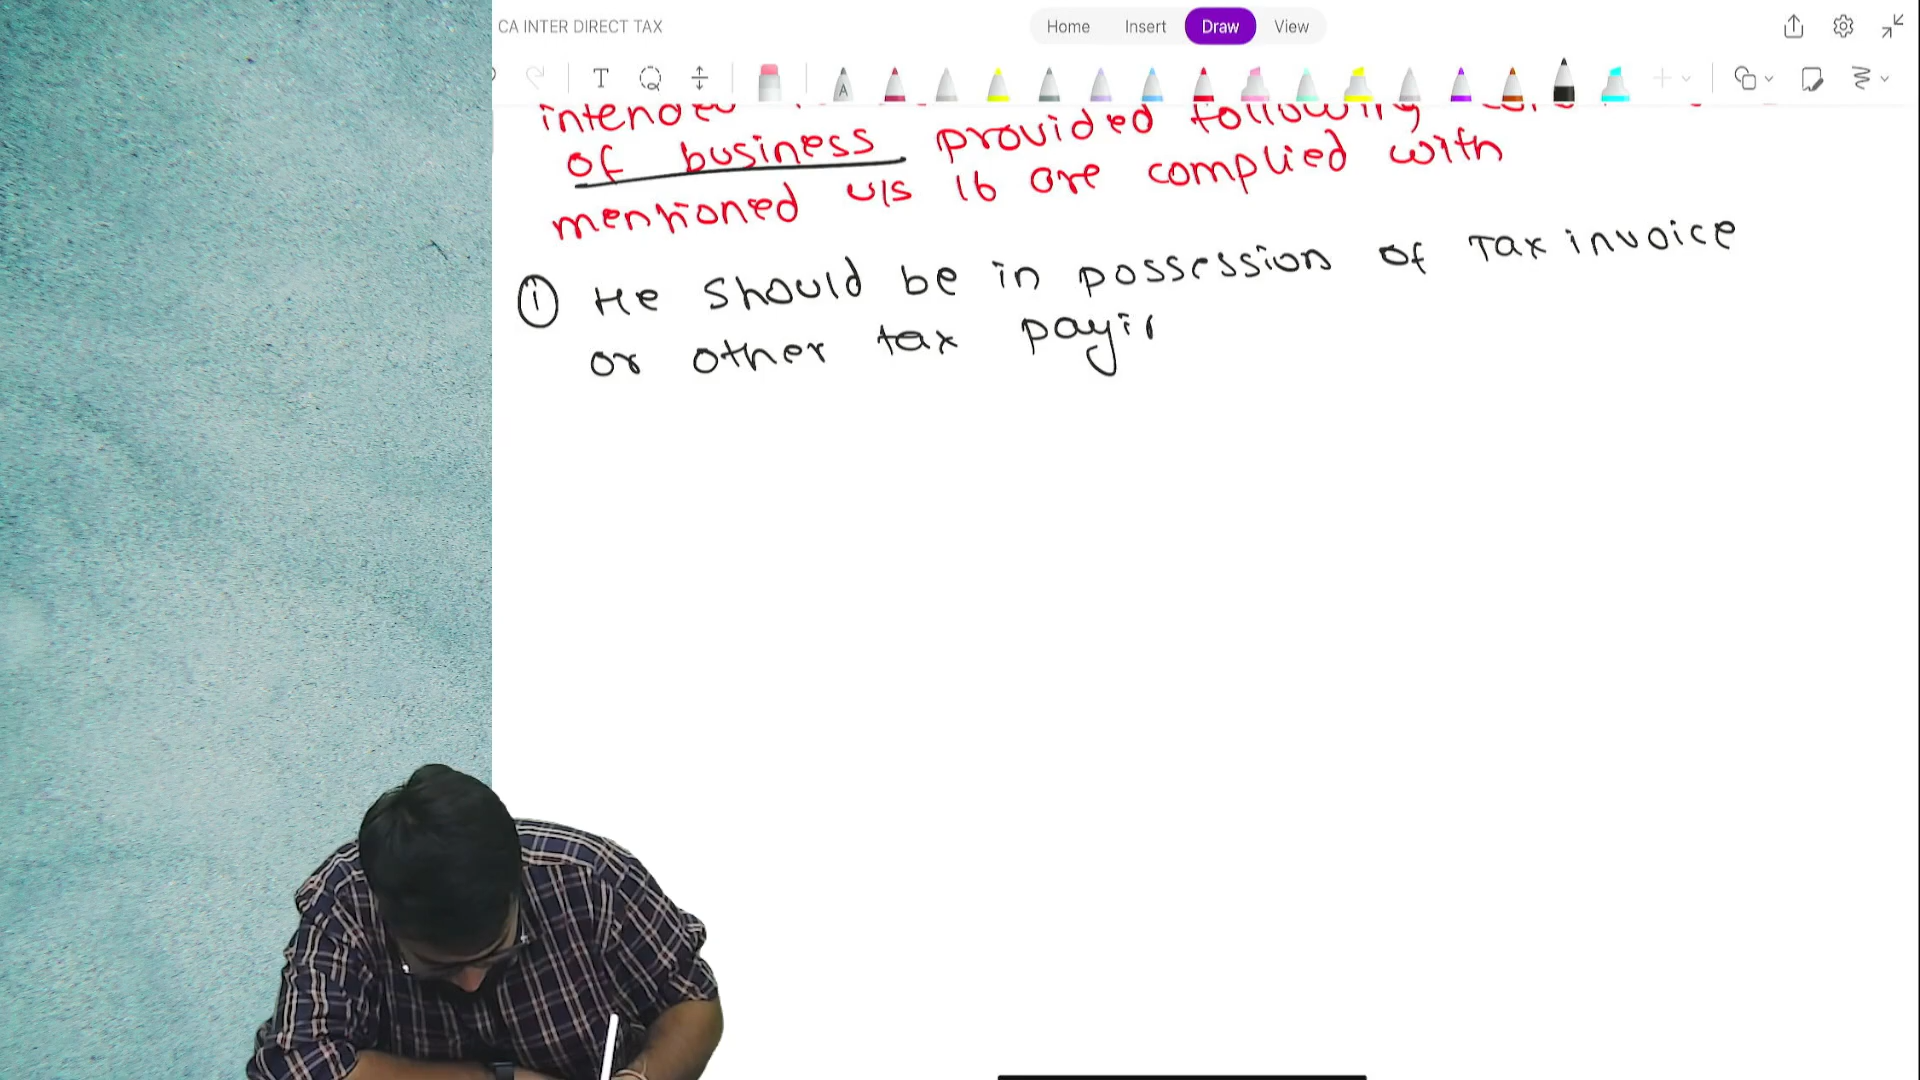 CA INTER DIRECT TAX
Home Insert Draw View
T
A
intended
of business provided following
mentioned u/s 16 are complied with
① He should be in possession of Tax invoice
or other tax payi